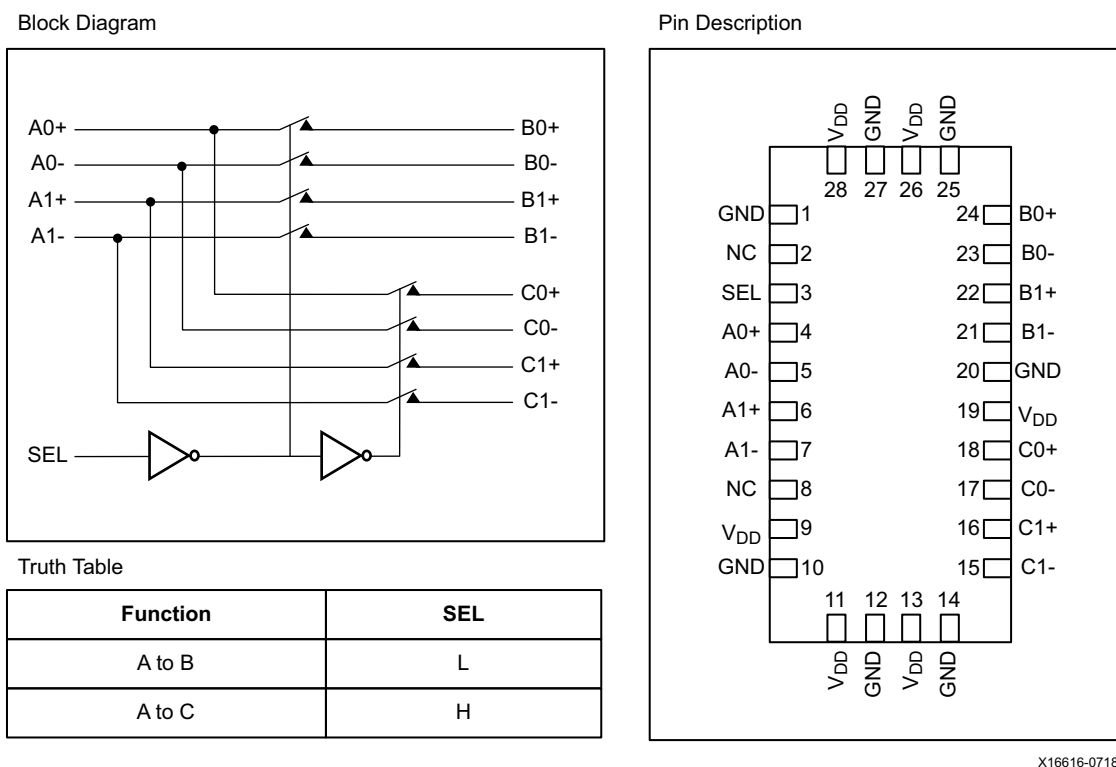 Block Diagram
A0+
A0-
A1+
A1-
B0+
B0-
B1+
B1-
C0+
C0-
C1+
C1-
SEL
Truth Table
Function SEL
A to B L
A to C H
Pin Description
VDD GND VDD GND
28 27 26 25
GND 1 24 B0+
NC 2 23 B0-
SEL 3 22 B1+
A0+ 4 21 B1-
A0- 5 20 GND
A1+ 6 19 VDD
A1- 7 18 C0+
NC 8 17 C0-
VDD 9 16 C1+
GND 10 15 C1-
11 12 13 14
VDD GND VDD GND
X16616-0718